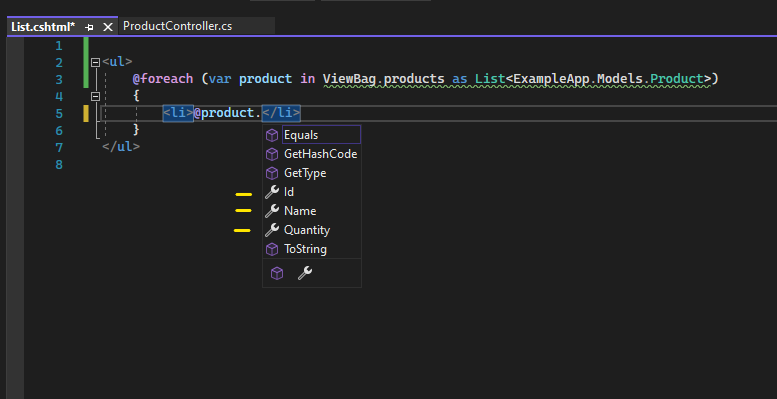 List.cshtml* ProductController.cs
1
2 <ul>
3 @foreach (var product in ViewBag.products as List<ExampleApp.Models.Product>)
4 {
5 <li>@product.</li>
Equals
6 }
GetHashCode
7 </ul>
GetType
8
Id
Name
Quantity
ToString